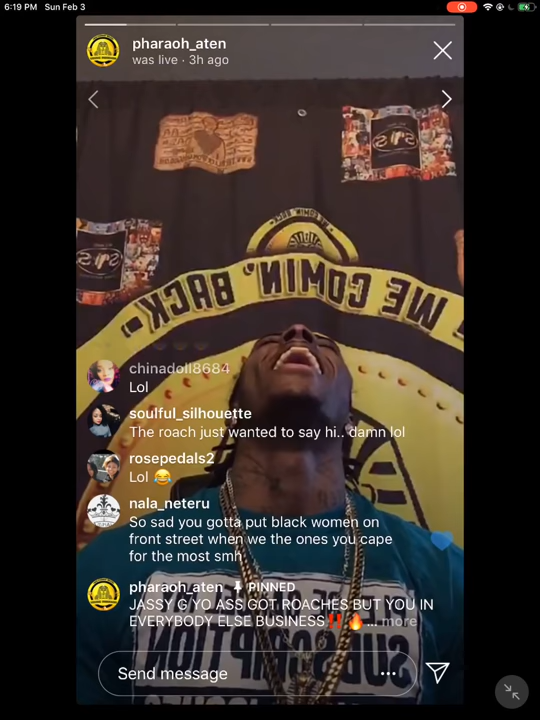 6:19 PM Sun Feb 3
pharaoh_aten
was live · 3h ago
ME COMIN' BACK"
chinadoll8684
Lol
soulful_silhouette
The roach just wanted to say hi.. damn lol
rosepedals2
Lol 😂
nala_neteru
So sad you gotta put black women on
front street when we the ones you cape
for the most smh
pharaoh_aten PINNED
JASSY G YO ASS GOT ROACHES BUT YOU IN
EVERYBODY ELSE BUSINESS‼️🔥... more
SUBSCRIPTION
Send message